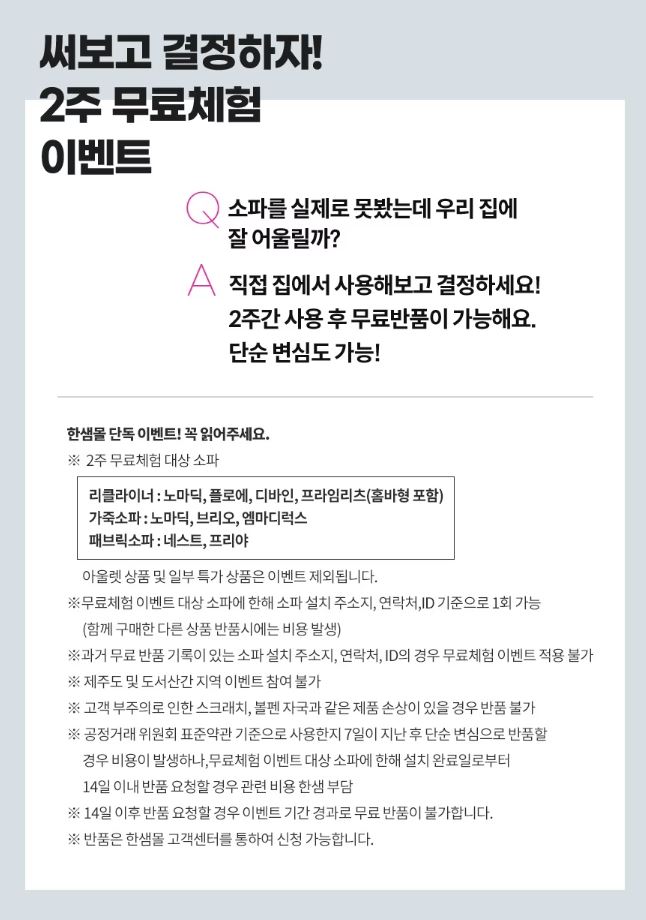 써보고 결정하자!
2주 무료체험
이벤트
Q 소파를 실제로 못봤는데 우리 집에
잘 어울릴까?
A 직접 집에서 사용해보고 결정하세요!
2주간 사용 후 무료반품이 가능해요.
단순 변심도 가능!
한샘몰 단독 이벤트! 꼭 읽어주세요.
※ 2주 무료체험 대상 소파
리클라이너 : 노마딕, 플로에, 디바인, 프라임리츠(홈바형 포함)
가죽소파 : 노마딕, 브리오, 엠마디럭스
패브릭소파 : 네스트, 프리야
아울렛 상품 및 일부 특가 상품은 이벤트 제외됩니다.
※무료체험 이벤트 대상 소파에 한해 소파 설치 주소지, 연락처,ID 기준으로 1회 가능
(함께 구매한 다른 상품 반품시에는 비용 발생)
※과거 무료 반품 기록이 있는 소파 설치 주소지, 연락처, ID의 경우 무료체험 이벤트 적용 불가
※ 제주도 및 도서산간 지역 이벤트 참여 불가
※ 고객 부주의로 인한 스크래치, 볼펜 자국과 같은 제품 손상이 있을 경우 반품 불가
※ 공정거래 위원회 표준약관 기준으로 사용한지 7일이 지난 후 단순 변심으로 반품할
경우 비용이 발생하나,무료체험 이벤트 대상 소파에 한해 설치 완료일로부터
14일 이내 반품 요청할 경우 관련 비용 한샘 부담
※ 14일 이후 반품 요청할 경우 이벤트 기간 경과로 무료 반품이 불가합니다.
※ 반품은 한샘몰 고객센터를 통하여 신청 가능합니다.